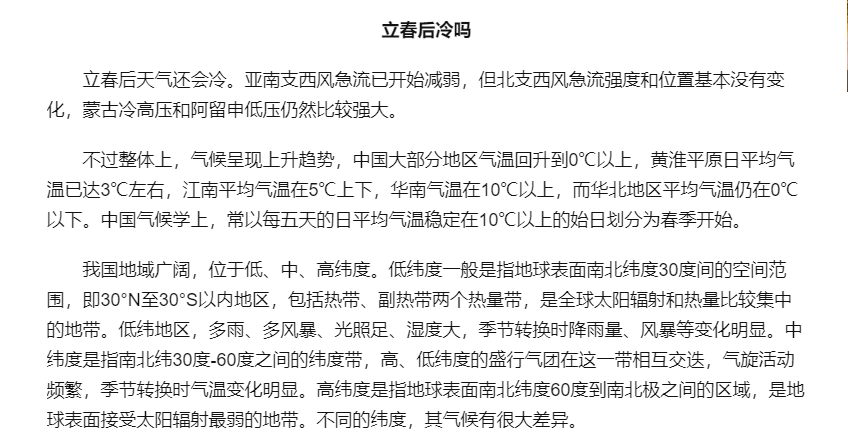 立春后冷吗
立春后天气还会冷。亚南支西风急流已开始减弱，但北支西风急流强度和位置基本没有变
化，蒙古冷高压和阿留申低压仍然比较强大。
不过整体上，气候呈现上升趋势，中国大部分地区气温回升到0℃以上，黄淮平原日平均气
温已达3℃左右，江南平均气温在5℃上下，华南气温在10℃以上，而华北地区平均气温仍在0℃
以下。中国气候学上，常以每五天的日平均气温稳定在10℃以上的始日划分为春季开始。
我国地域广阔，位于低、中、高纬度。低纬度一般是指地球表面南北纬度30度间的空间范
围，即30°N至30°S以内地区，包括热带、副热带两个热量带，是全球太阳辐射和热量比较集中
的地带。低纬地区，多雨、多风暴、光照足、湿度大，季节转换时降雨量、风暴等变化明显。中
纬度是指南北纬30度-60度之间的纬度带，高、低纬度的盛行气团在这一带相互交迭，气旋活动
频繁，季节转换时气温变化明显。高纬度是指地球表面南北纬度60度到南北极之间的区域，是地
球表面接受太阳辐射最弱的地带。不同的纬度，其气候有很大差异。